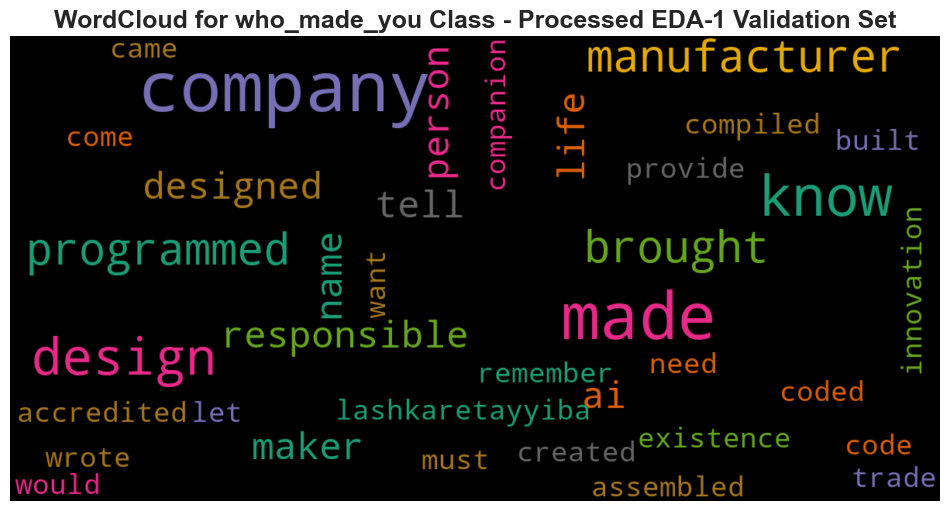 WordCloud for who_made_you Class - Processed EDA-1 Validation Set
came
company
person
companion
manufacturer
life
come
compiled
built
designed
provide
tell
know
programmed
name
want
brought
innovation
made
design
responsible
remember
need
ai
coded
accredited
let
lashkaretayyiba
maker
wrote
must
created
existence
code
would
assembled
trade